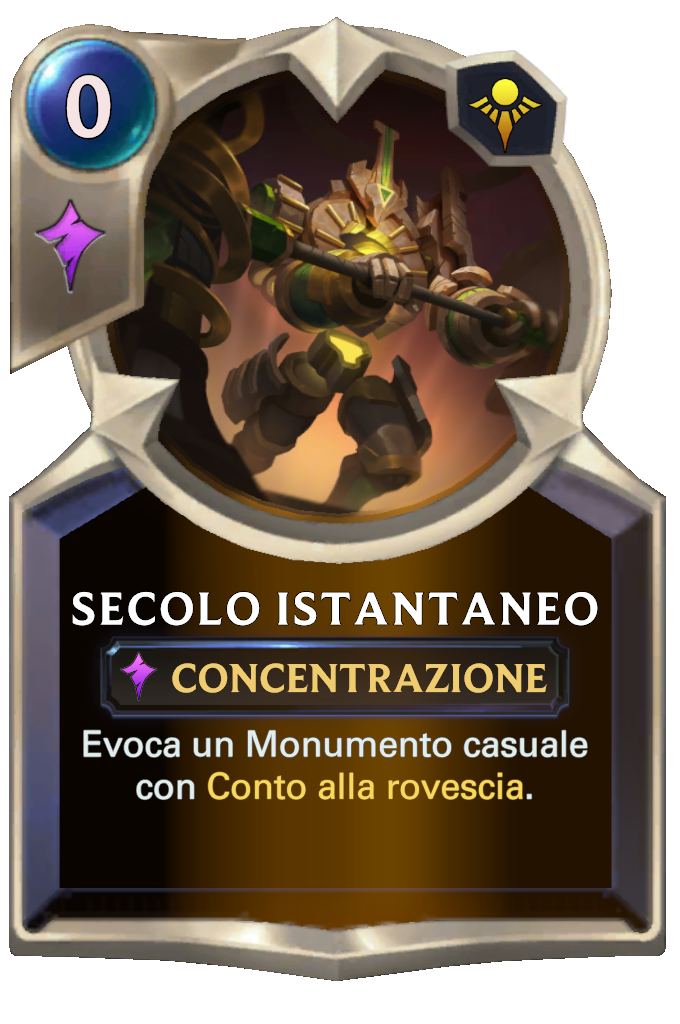 0
SECOLO ISTANTANEO
CONCENTRAZIONE
Evoca un Monumento casuale
con Conto alla rovescia.